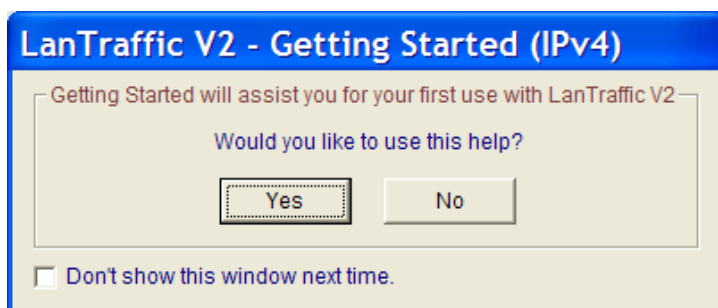 LanTraffic V2 - Getting Started (IPv4)
Getting Started will assist you for your first use with LanTraffic V2
Would you like to use this help?
Yes No
Don't show this window next time.